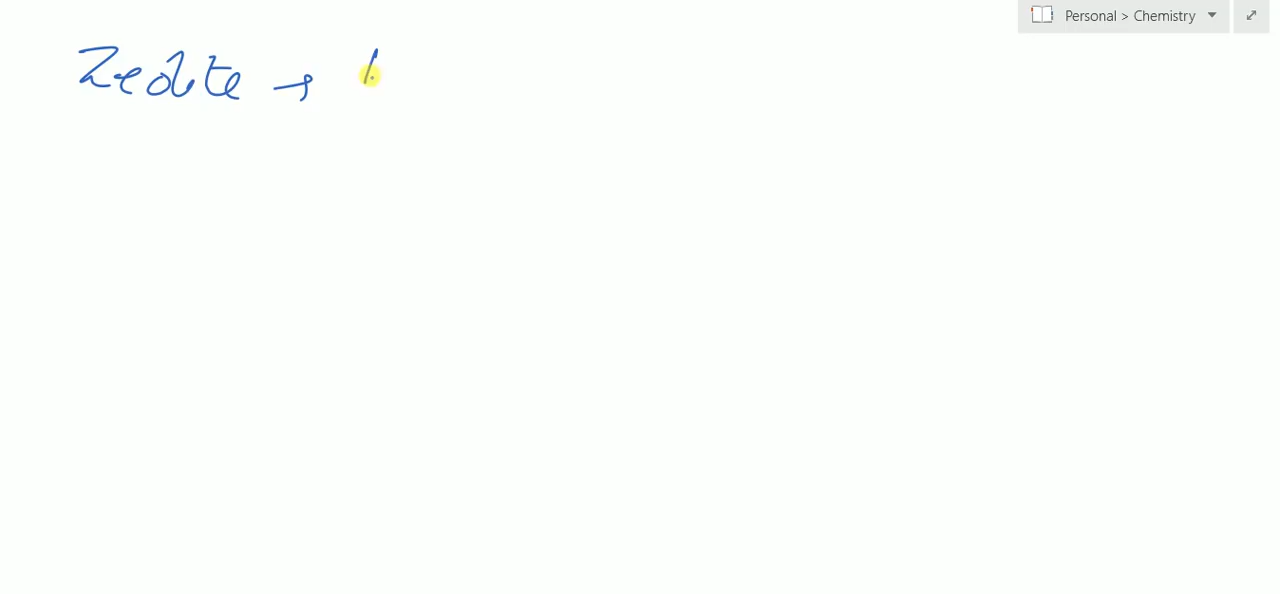 Personal > Chemistry
Zeolite →